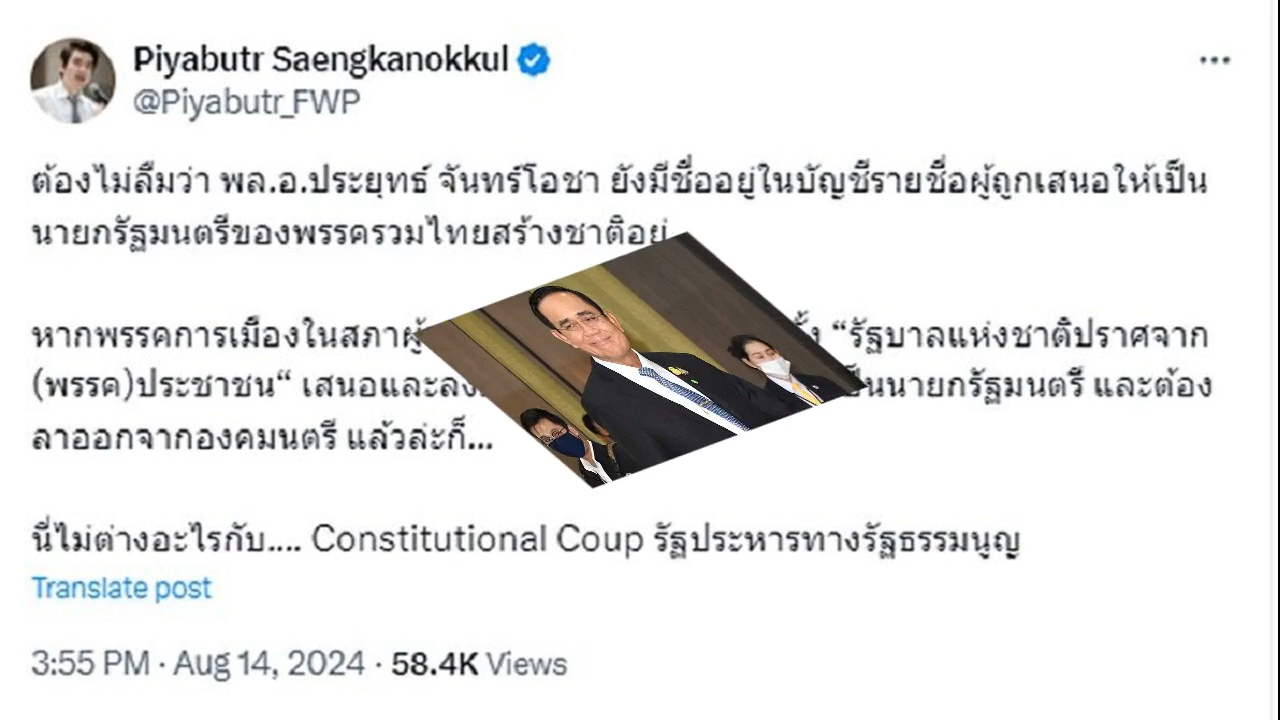 Piyabutr Saengkanokkul
@Piyabutr_FWP
ต้องไม่ลืมว่า พล.อ.ประยุทธ์ จันทร์โอชา ยังมีชื่ออยู่ในบัญชีรายชื่อผู้ถูกเสนอให้เป็น
นายกรัฐมนตรีของพรรครวมไทยสร้างชาติอยู่
หากพรรคการเมืองในสภาผู้ “รัฐบาลแห่งชาติปราศจาก
(พรรค)ประชาชน“ เสนอและลง เป็นนายกรัฐมนตรี และต้อง
ลาออกจากองคมนตรี แล้วล่ะก็...
นี่ไม่ต่างอะไรกับ.... Constitutional Coup รัฐประหารทางรัฐธรรมนูญ
Translate post
3:55 PM · Aug 14, 2024 · 58.4K Views